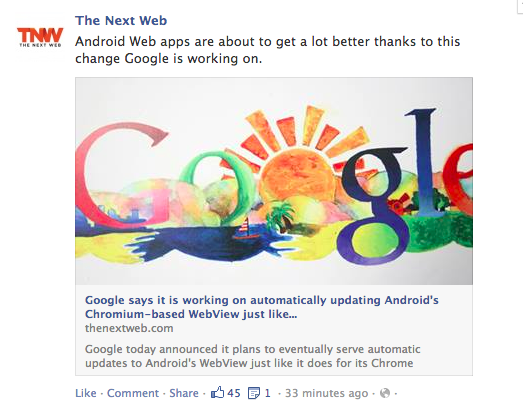 TNW
THE NEXT WEB
The Next Web
Android Web apps are about to get a lot better thanks to this
change Google is working on.
Google
Google says it is working on automatically updating Android's
Chromium-based WebView just like...
thenextweb.com
Google today announced it plans to eventually serve automatic
updates to Android's WebView just like it does for its Chrome
Like · Comment · Share · 45 1 · 33 minutes ago ·